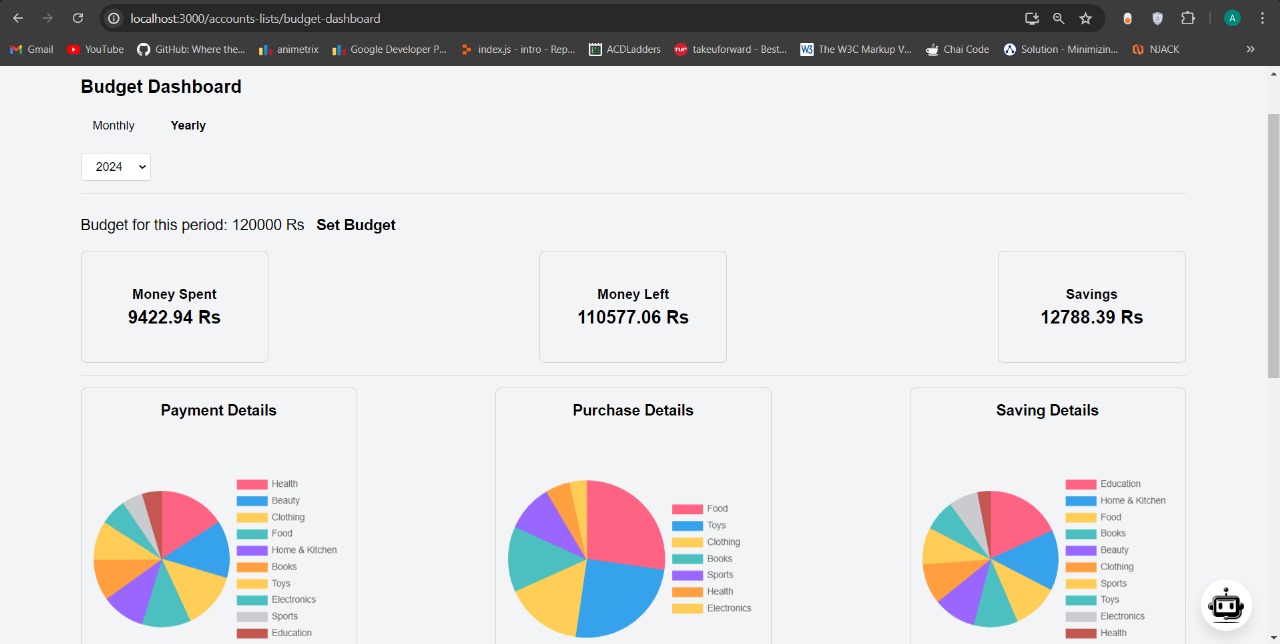 localhost:3000/accounts-lists/budget-dashboard A
Gmail YouTube GitHub: Where the... animetrix Google Developer P... index.js - intro - Rep... ACDLadders TUF takeuforward - Best... W3 The W3C Markup V... Chai Code Solution - Minimizin... NJACK
Budget Dashboard
Monthly Yearly
2024
Budget for this period: 120000 Rs Set Budget
Money Spent
9422.94 Rs
Money Left
110577.06 Rs
Savings
12788.39 Rs
Payment Details
Health
Beauty
Clothing
Food
Home & Kitchen
Books
Toys
Electronics
Sports
Education
Purchase Details
Food
Toys
Clothing
Books
Sports
Health
Electronics
Saving Details
Education
Home & Kitchen
Food
Books
Beauty
Clothing
Sports
Toys
Electronics
Health